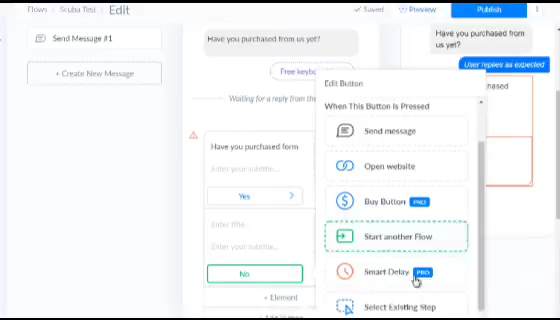 Flows › Scuba Test › Edit
✓ Saved
Preview
Publish
Send Message #1
+ Create New Message
Have you purchased from us yet?
Free keybo
Waiting for a reply from the
Have you purchased form
Enter your subtitle...
Yes
Enter title...
Enter your subtitle...
No
+ Element
Edit Button
When This Button Is Pressed
Send message
Open website
Buy Button PRO
Start another Flow
Smart Delay PRO
Select Existing Step
Have you purchased from
us yet?
User replies as expected
hased